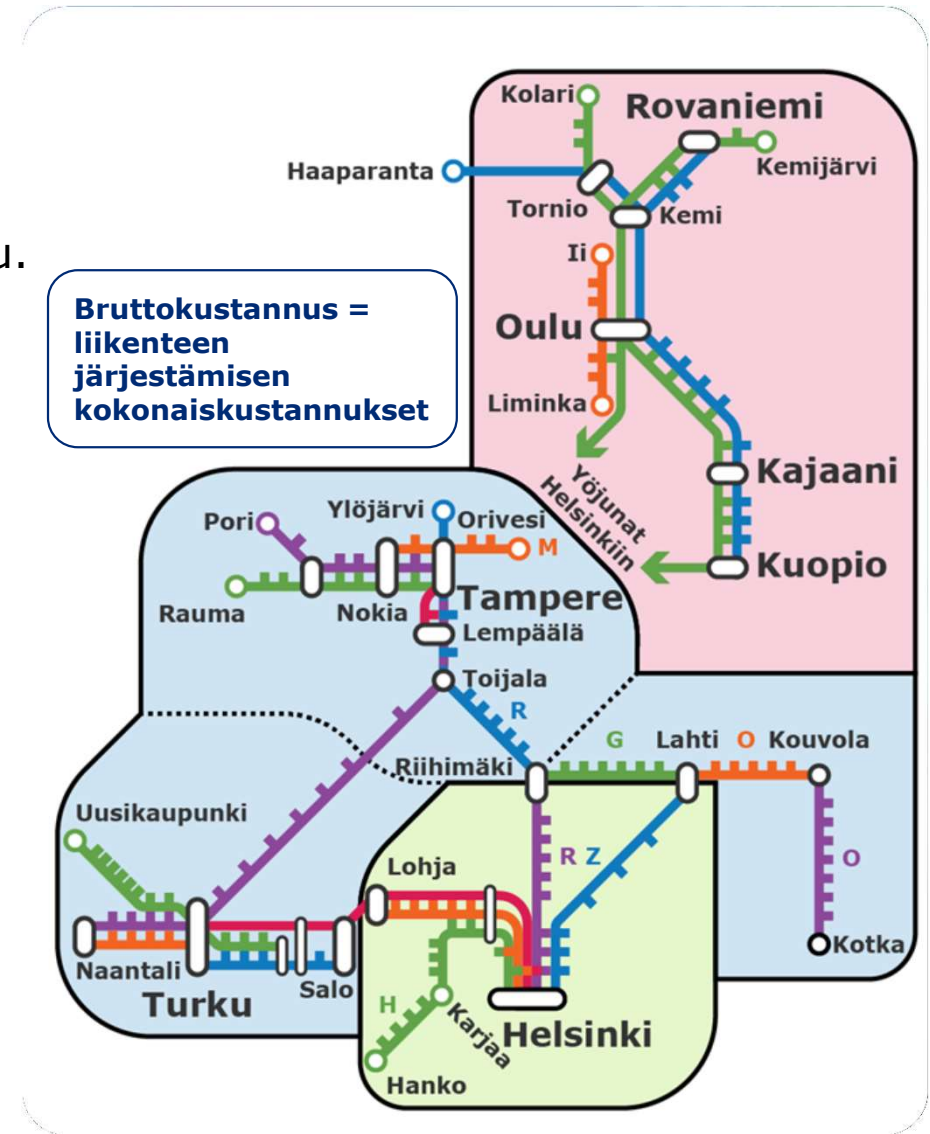 Kolari
Rovaniemi
Haaparanta
Kemijärvi
Tornio
Kemi
u.
Ii
Bruttokustannus =
liikenteen
järjestämisen
kokonaiskustannukset
Oulu
Liminka
Yöjunat
Helsinkiin
Kajaani
Kuopio
Pori
Ylöjärvi
Orivesi
M
Rauma
Nokia
Tampere
Lempäälä
Toijala
R
G
Lahti
O
Kouvola
Riihimäki
Uusikaupunki
Lohja
R
Z
O
Naantali
Turku
Salo
Kotka
H
Karjaa
Helsinki
Hanko